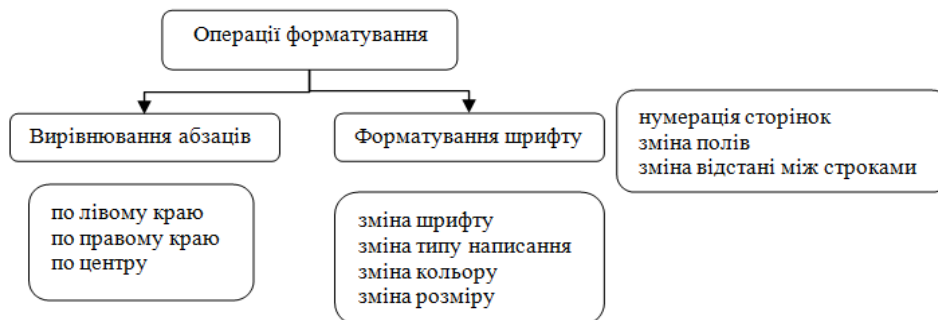 Операції форматування
Вирівнювання абзаців
Форматування шрифту
нумерація сторінок
зміна полів
зміна відстані між строками
по лівому краю
по правому краю
по центру
зміна шрифту
зміна типу написання
зміна кольору
зміна розміру